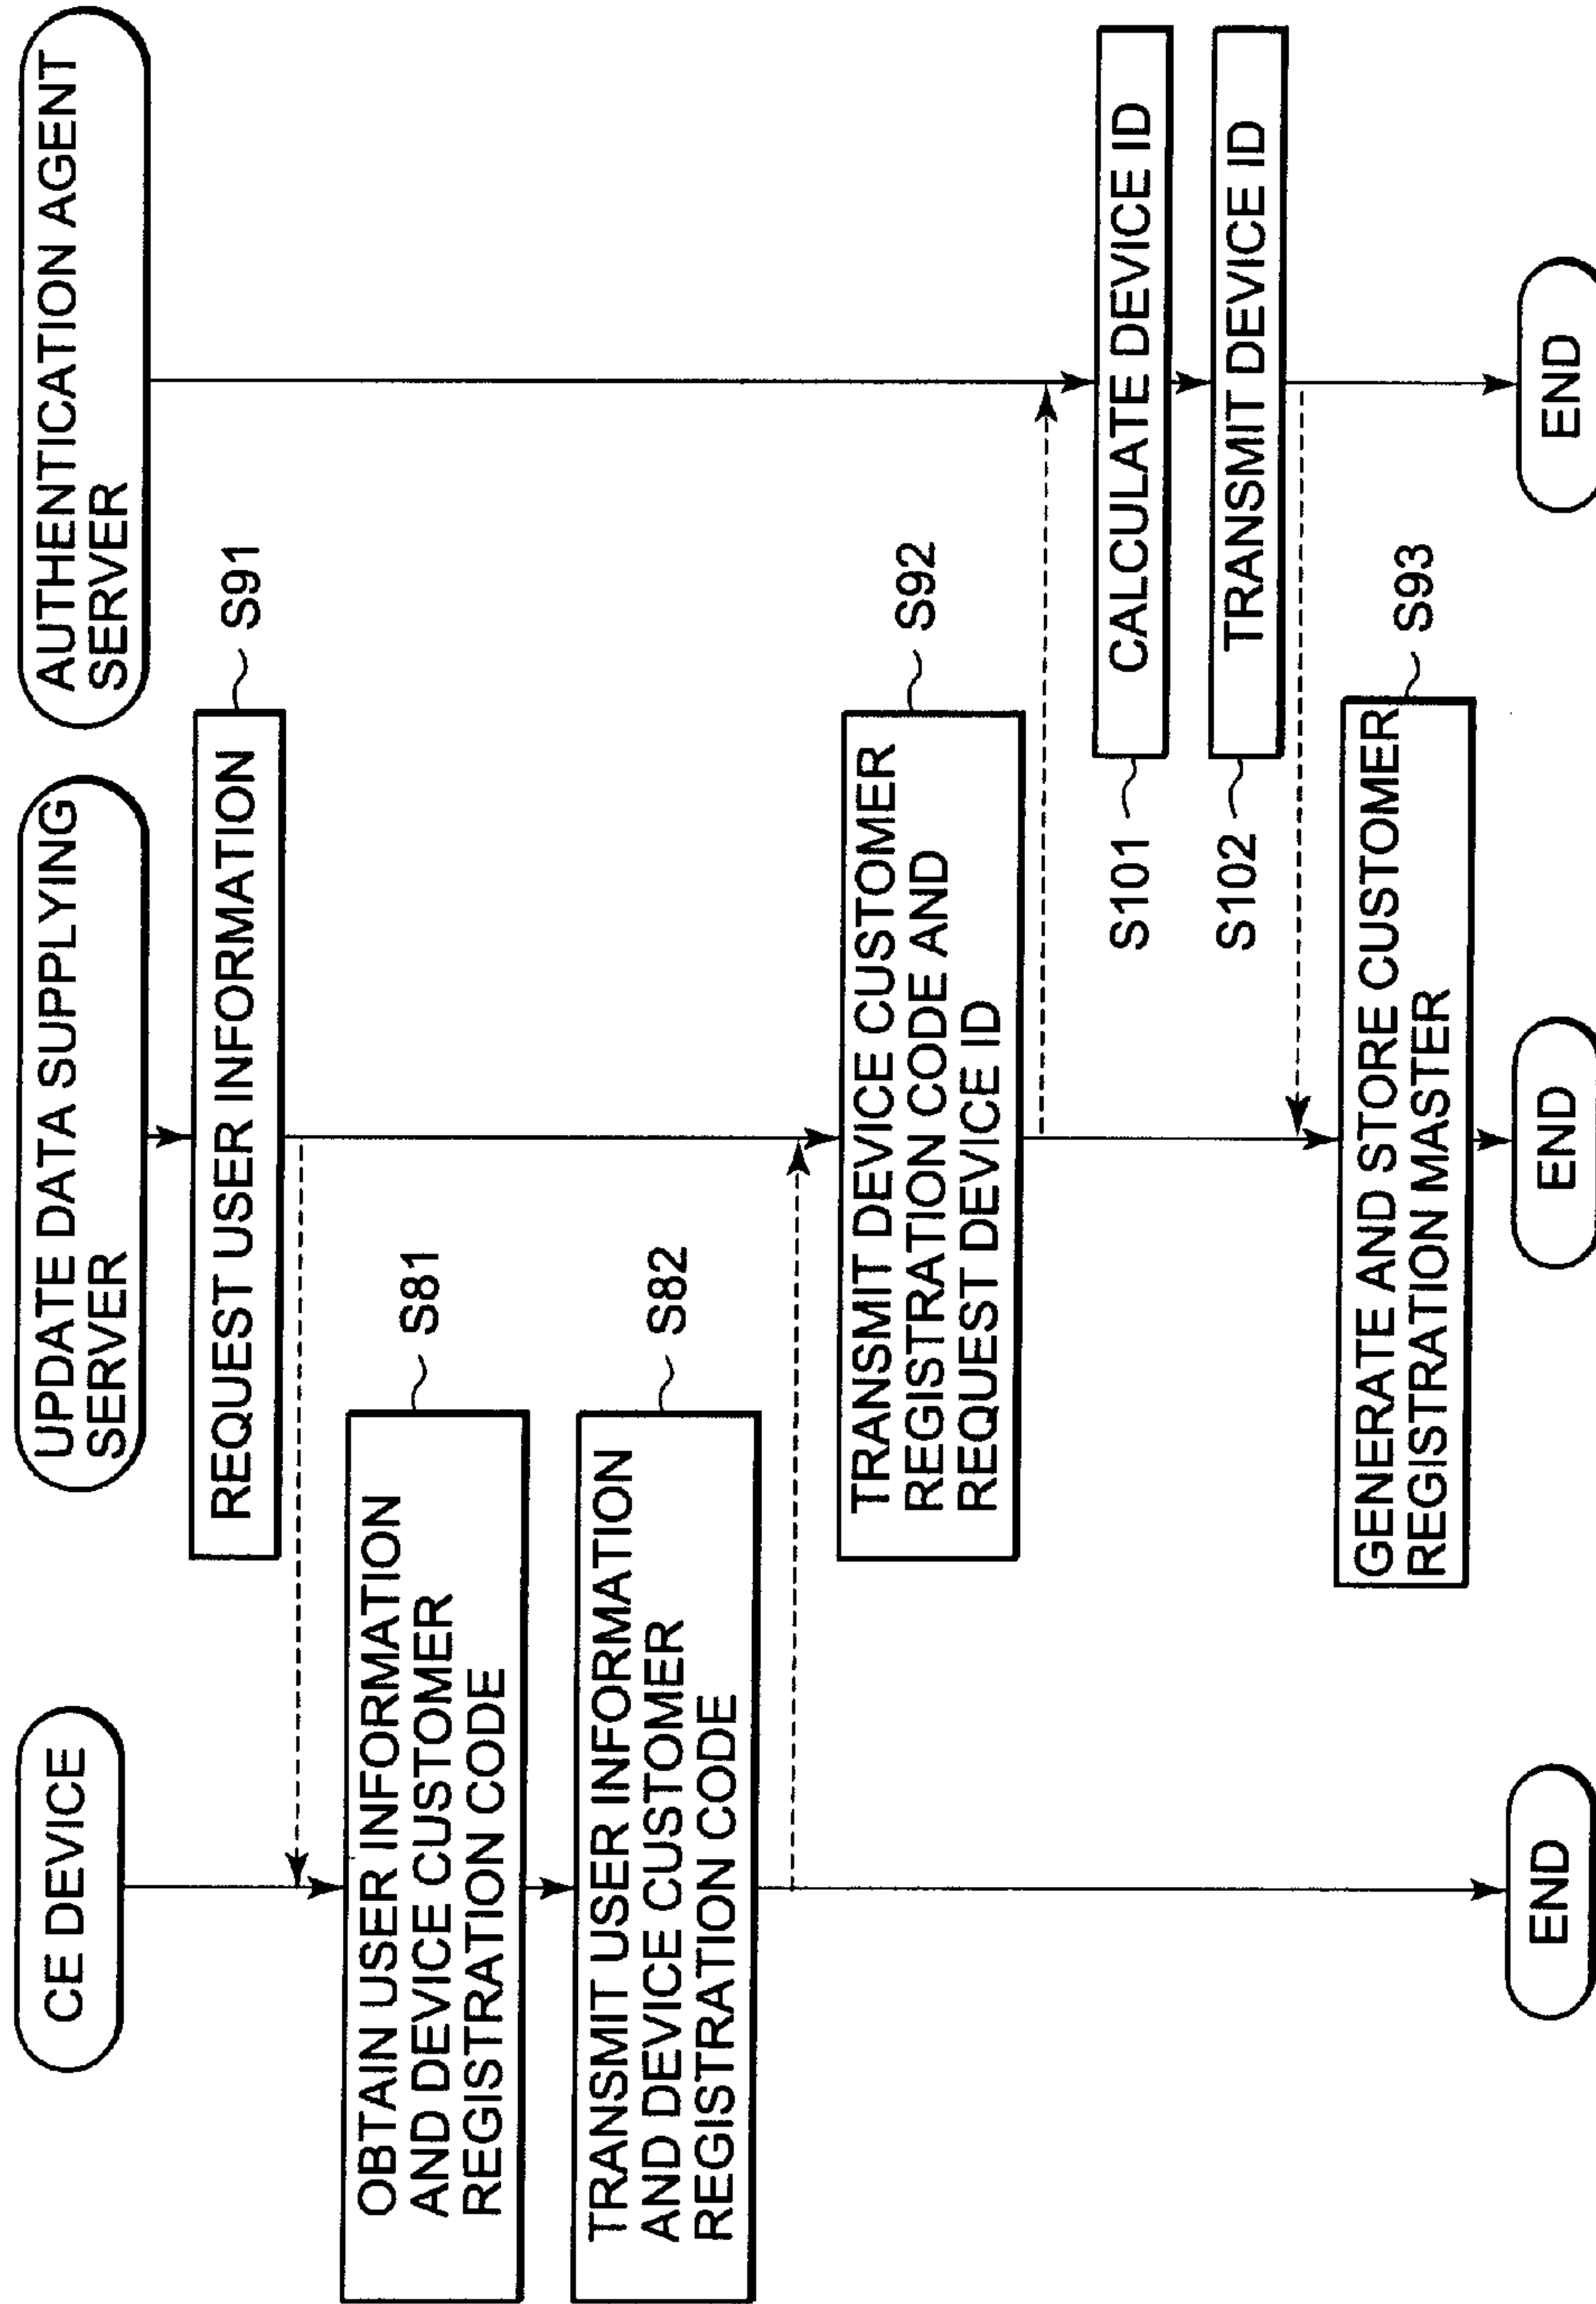 CE DEVICE
UPDATE DATA SUPPLYING
SERVER
AUTHENTICATION AGENT
SERVER
REQUEST USER INFORMATION
S91
OBTAIN USER INFORMATION
AND DEVICE CUSTOMER
REGISTRATION CODE
S81
TRANSMIT USER INFORMATION
AND DEVICE CUSTOMER
REGISTRATION CODE
S82
TRANSMIT DEVICE CUSTOMER
REGISTRATION CODE AND
REQUEST DEVICE ID
S92
S101
CALCULATE DEVICE ID
S102
TRANSMIT DEVICE ID
GENERATE AND STORE CUSTOMER
REGISTRATION MASTER
S93
END
END
END